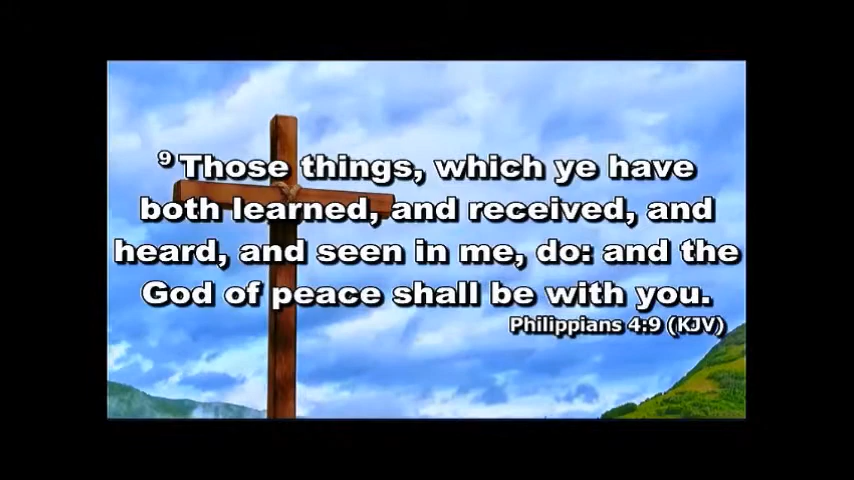 9 Those things, which ye have
both learned, and received, and
heard, and seen in me, do: and the
God of peace shall be with you.
Philippians 4:9 (KJV)